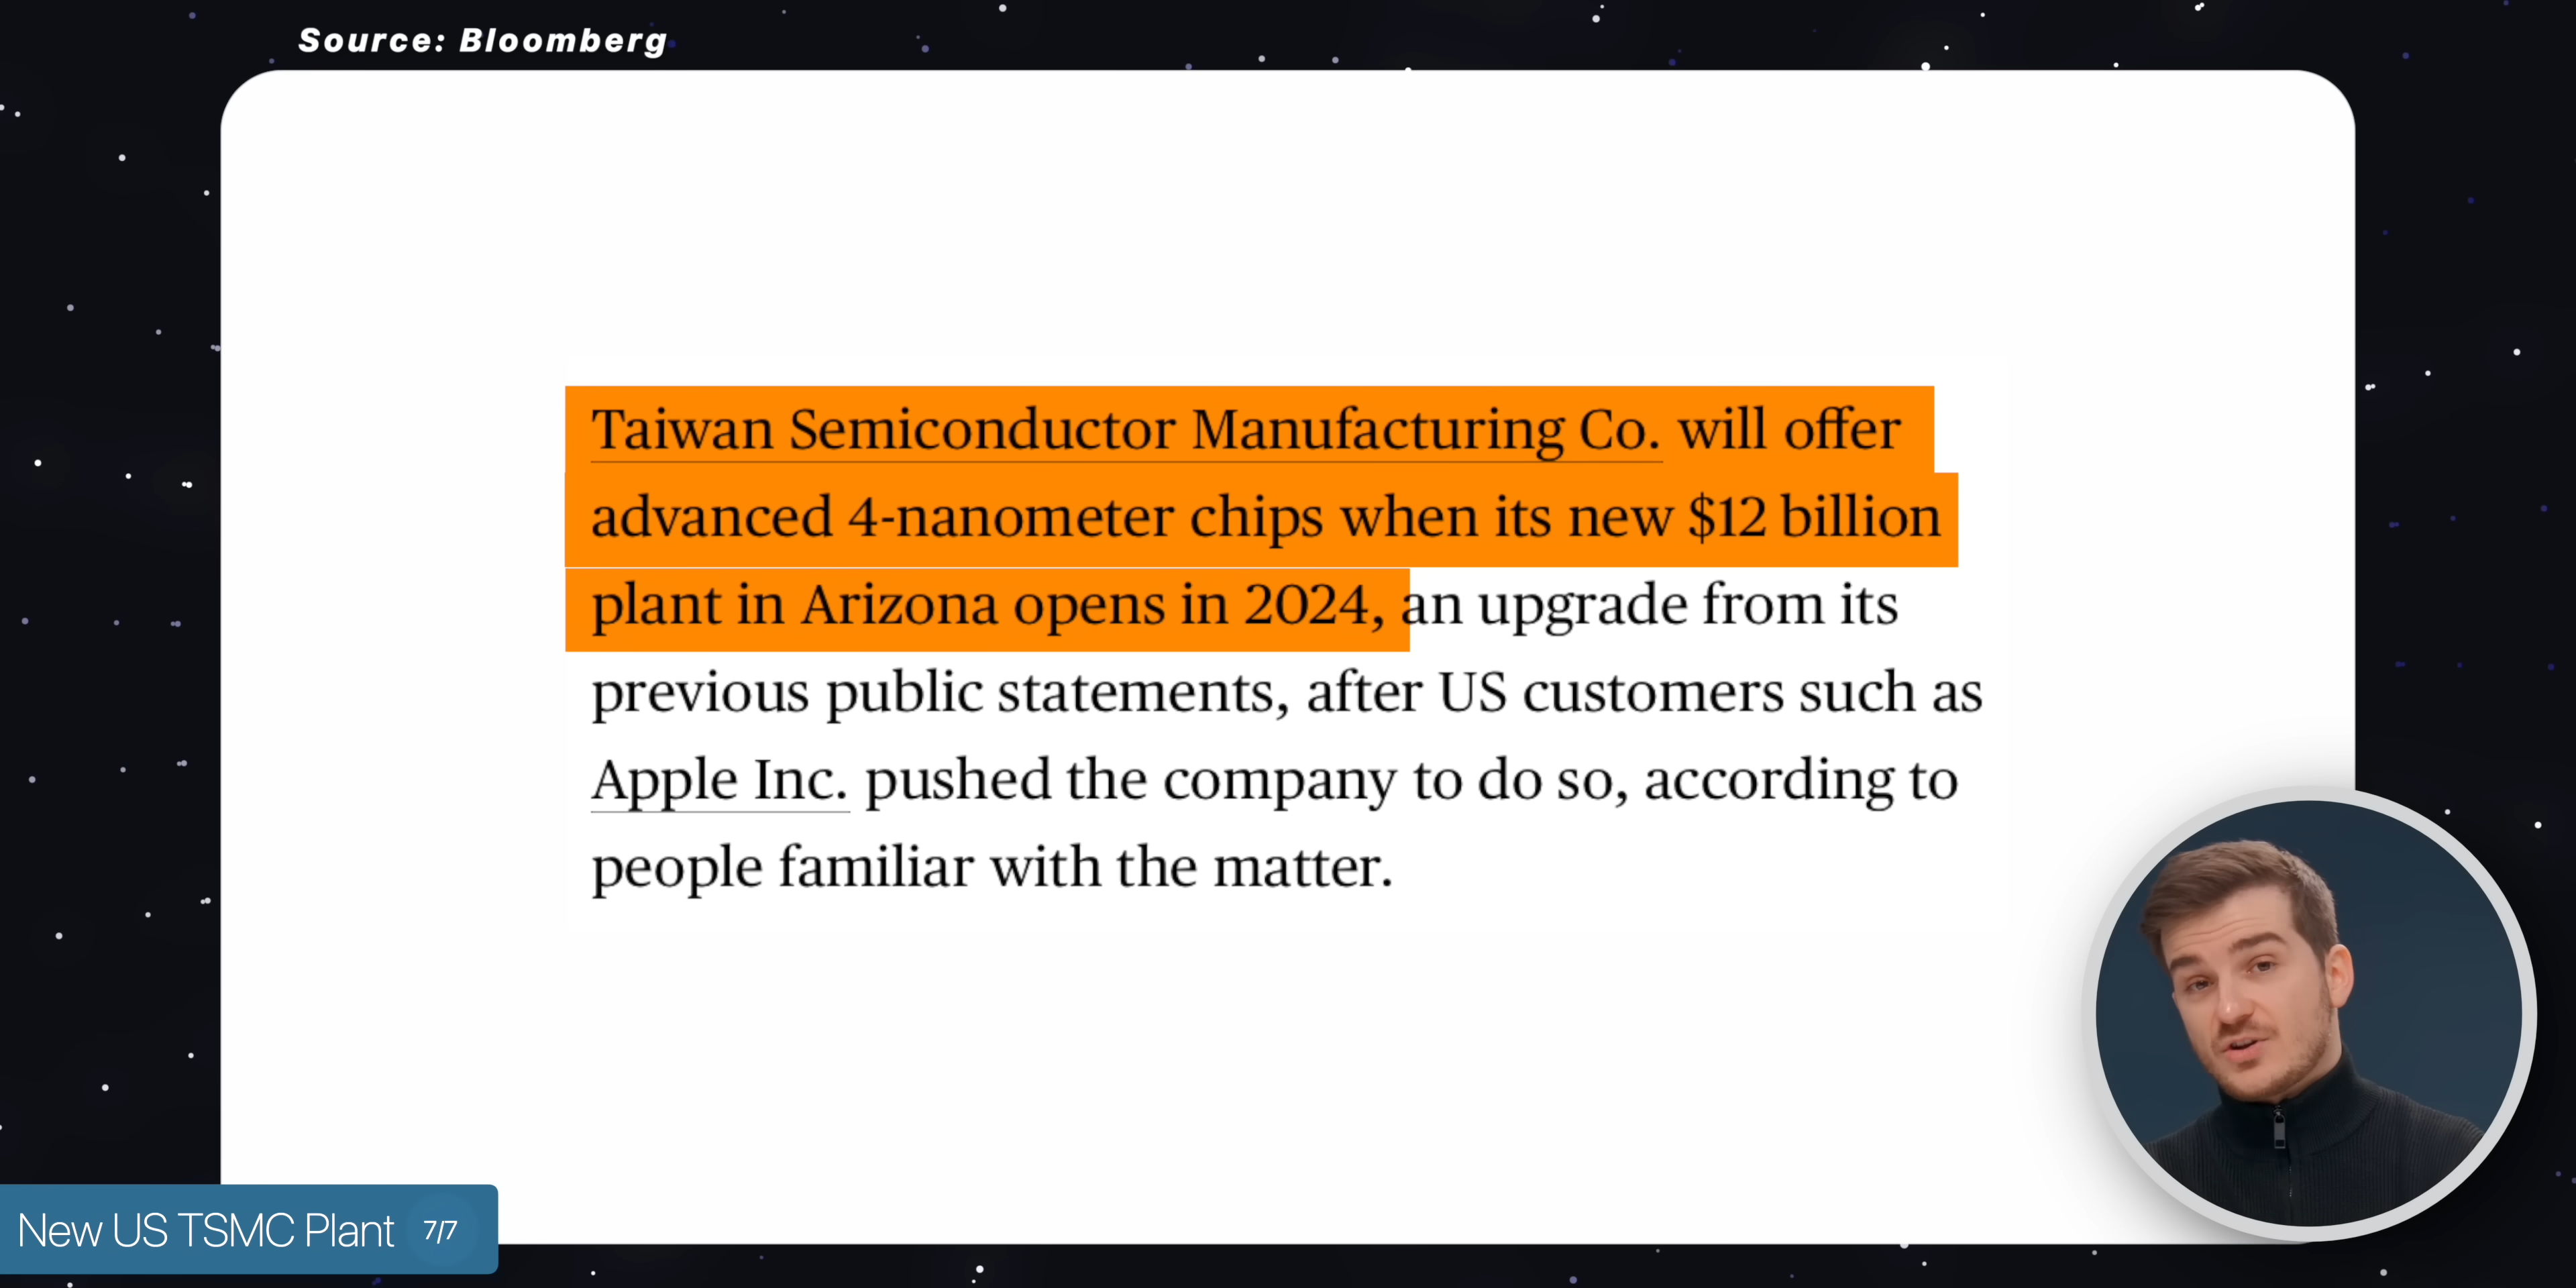 Source: Bloomberg
Taiwan Semiconductor Manufacturing Co. will offer
advanced 4-nanometer chips when its new $12 billion
plant in Arizona opens in 2024, an upgrade from its
previous public statements, after US customers such as
Apple Inc. pushed the company to do so, according to
people familiar with the matter.
New US TSMC Plant 7/7